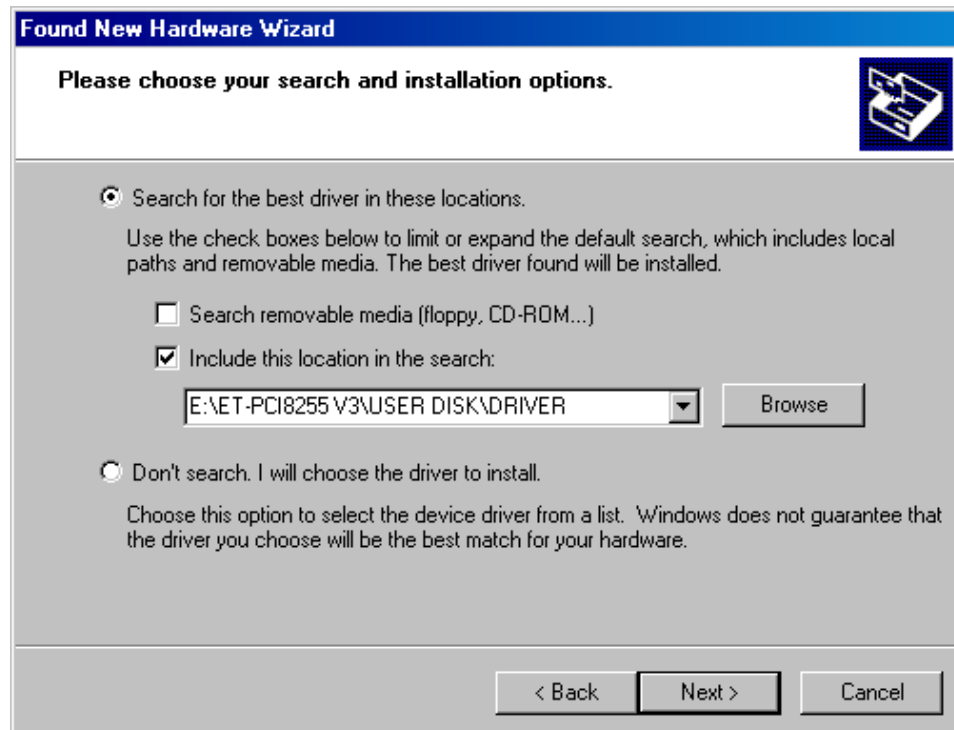 Found New Hardware Wizard
Please choose your search and installation options.
Search for the best driver in these locations.
Use the check boxes below to limit or expand the default search, which includes local
paths and removable media. The best driver found will be installed.
Search removable media (floppy, CD-ROM...)
Include this location in the search:
E:\ET-PCI8255 V3\USER DISK\DRIVER
Browse
Don't search. I will choose the driver to install.
Choose this option to select the device driver from a list. Windows does not guarantee that
the driver you choose will be the best match for your hardware.
< Back
Next >
Cancel